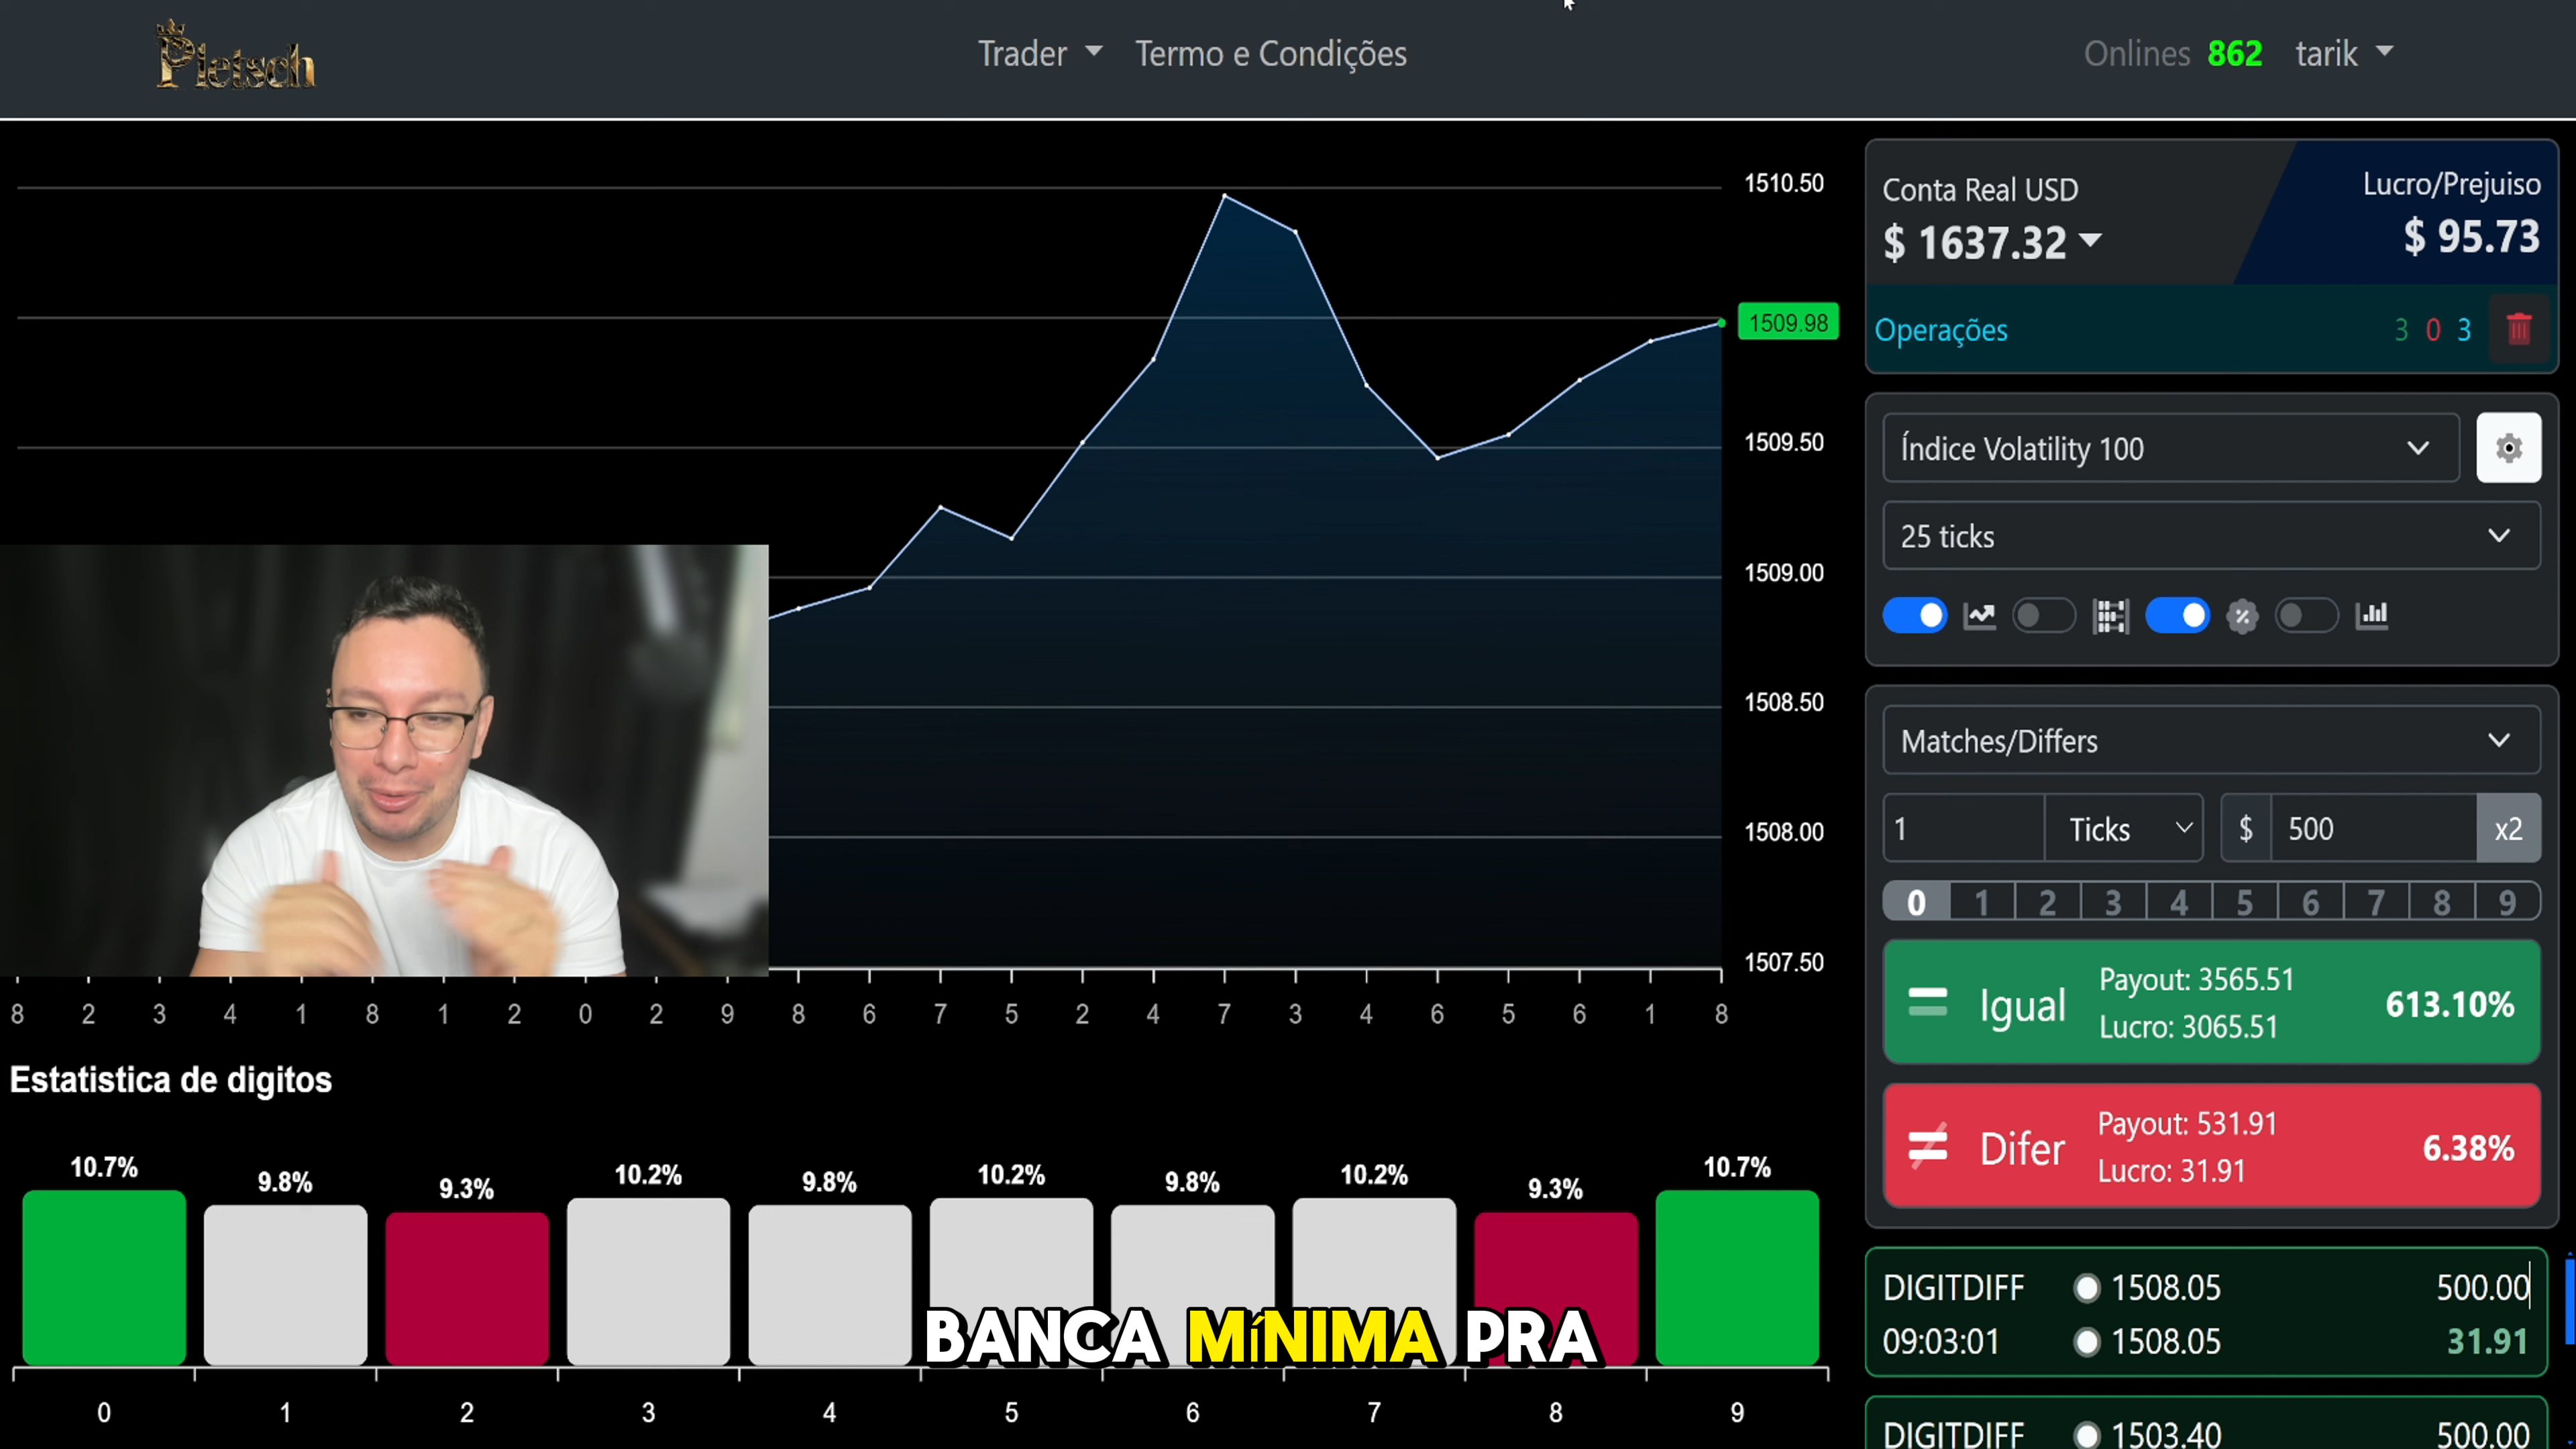 Pletsch
Trader
Termo e Condições
Onlines 862
tarik
1510.50
1509.98
1509.50
1509.00
1508.50
1508.00
1507.50
8 2 3 4 1 8 1 2 0 2 9 8 6 7 5 2 4 7 3 4 6 5 6 1 8
Estatistica de digitos
10.7% 9.8% 9.3% 10.2% 9.8% 10.2% 9.8% 10.2% 9.3% 10.7%
BANCA MÍNIMA PRA
0 1 2 3 4 5 6 7 8 9
Conta Real USD
$ 1637.32
Lucro/Prejuiso
$ 95.73
Operações
3 0 3
Índice Volatility 100
25 ticks
Matches/Differs
1 Ticks $ 500 x2
0 1 2 3 4 5 6 7 8 9
Igual
Payout: 3565.51
Lucro: 3065.51
613.10%
Difer
Payout: 531.91
Lucro: 31.91
6.38%
DIGITDIFF 1508.05 500.00
09:03:01 1508.05 31.91
DIGITDIFF 1503.40 500.00